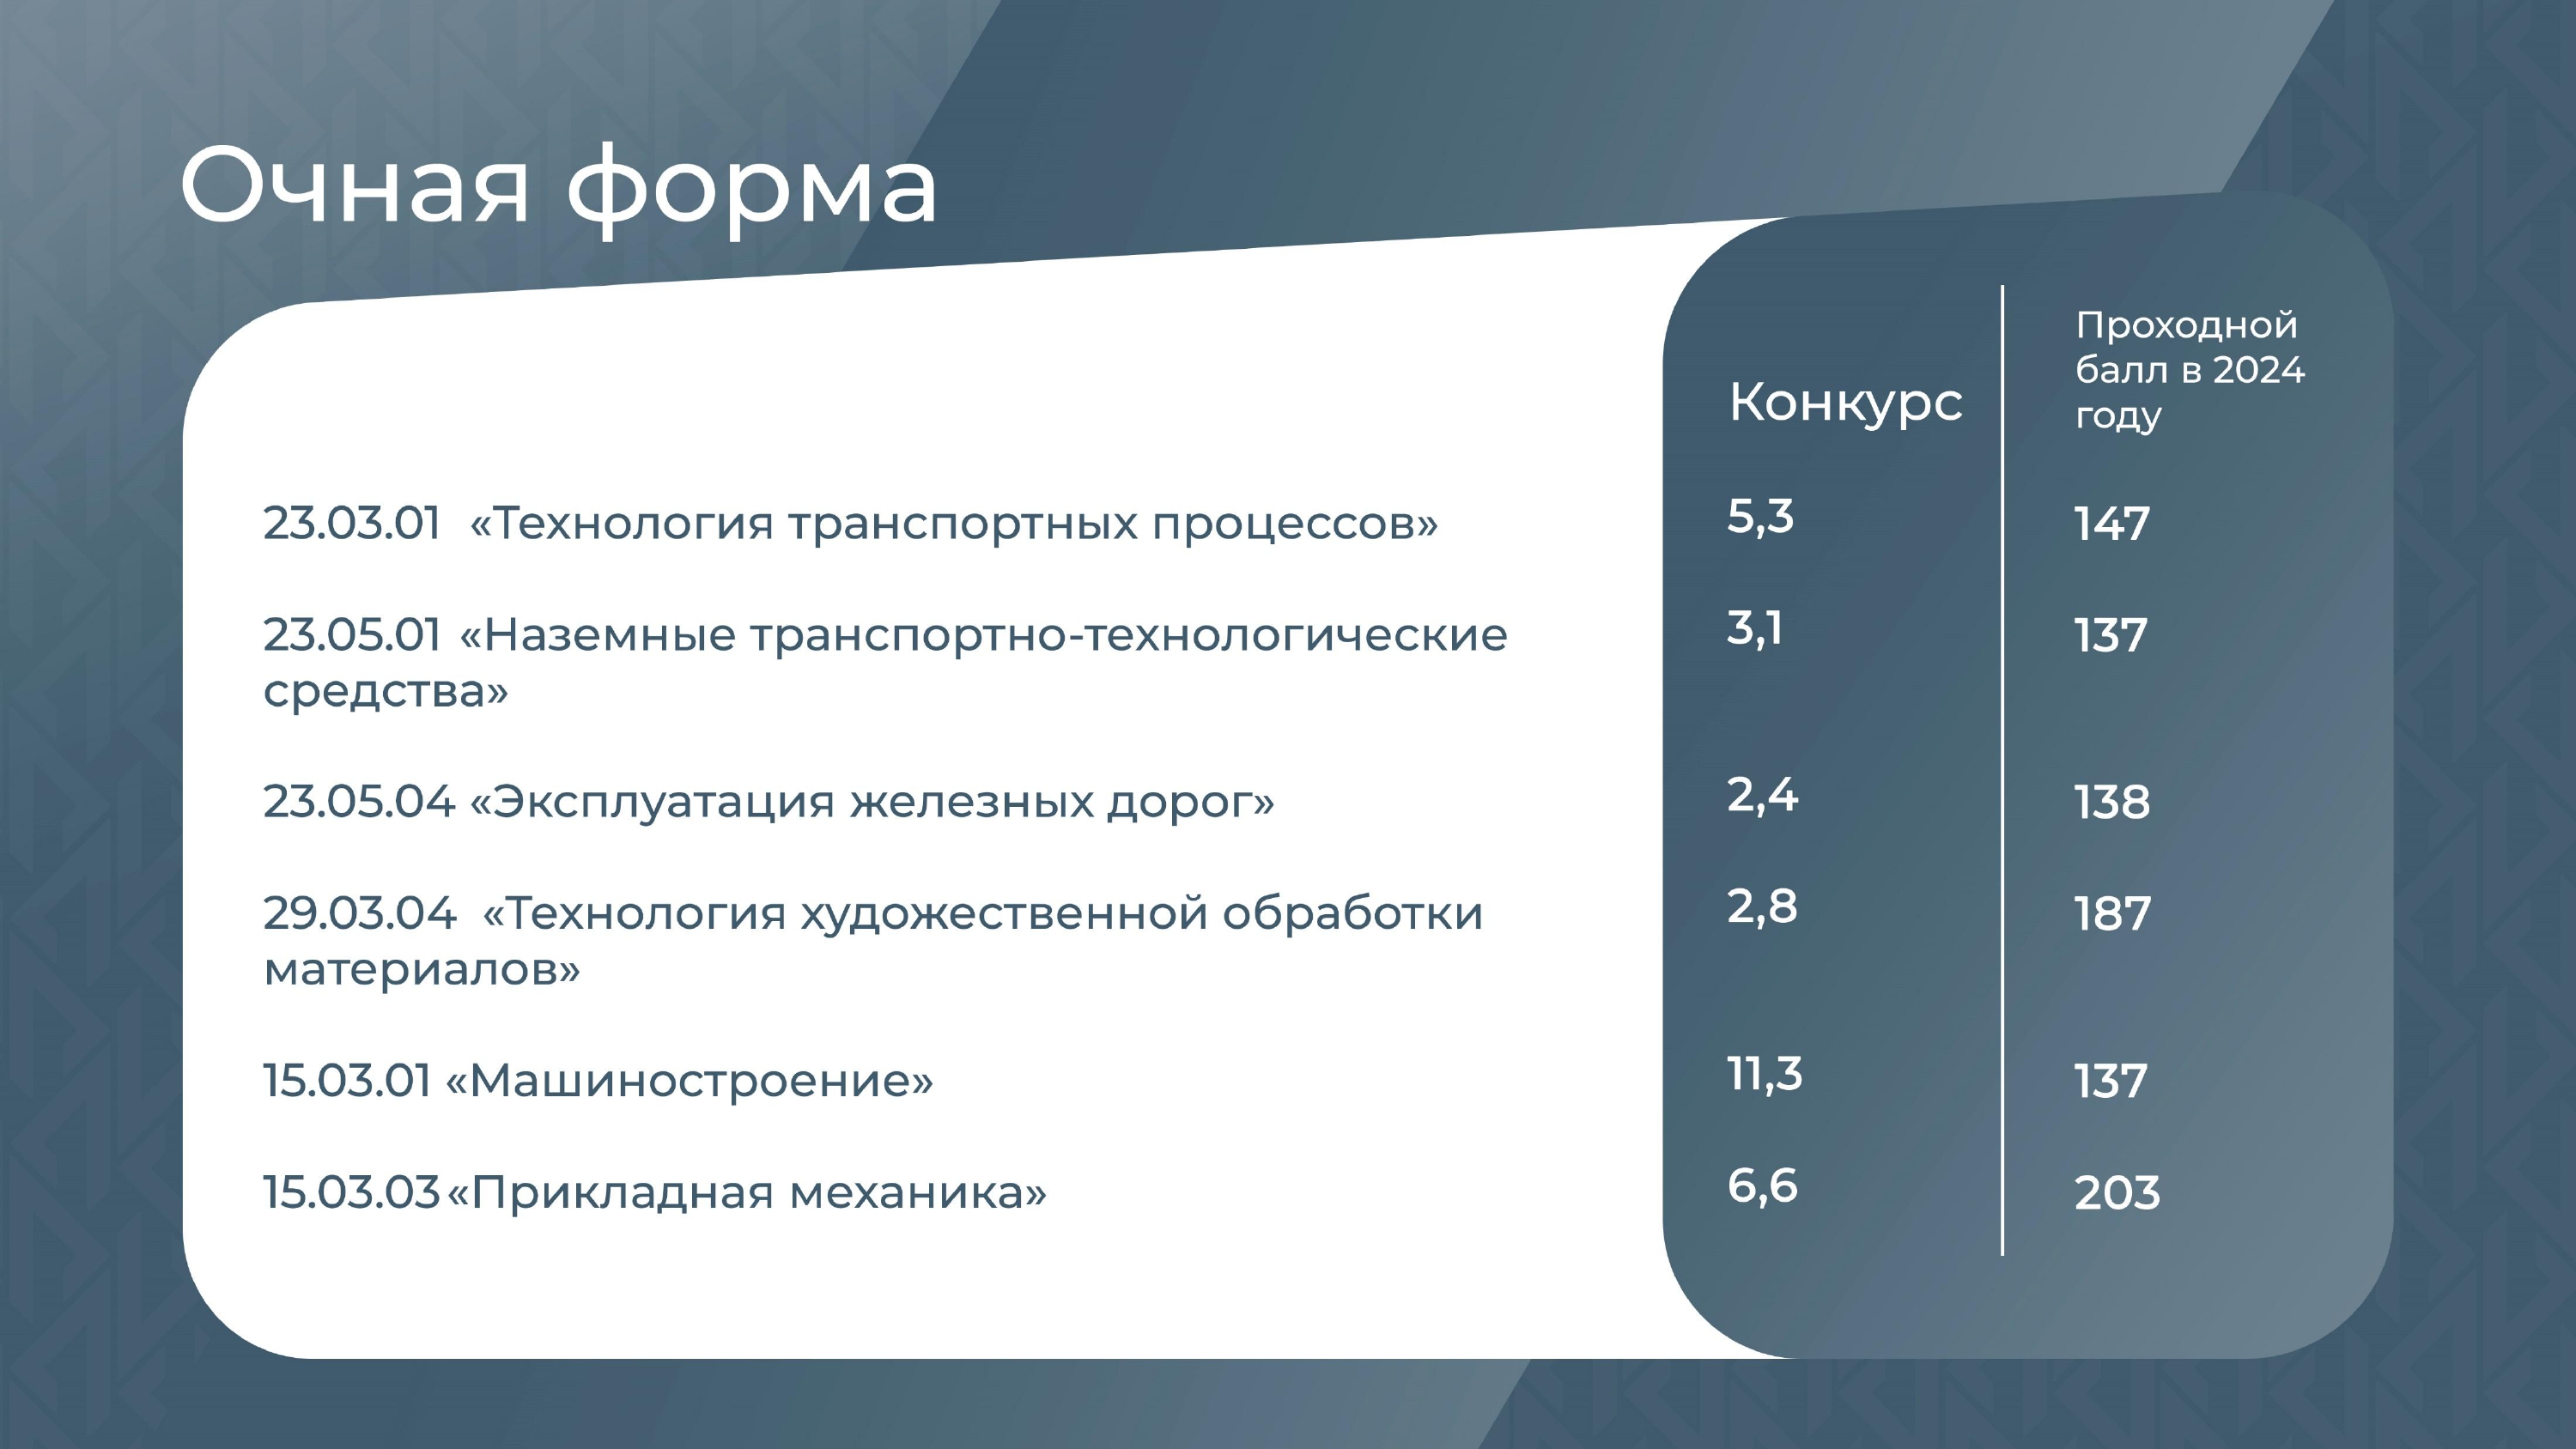 Очная форма
Конкурс
Проходной
балл в 2024
году
23.03.01 «Технология транспортных процессов» 5,3 147
23.05.01 «Наземные транспортно-технологические 3,1 137
средства»
23.05.04 «Эксплуатация железных дорог» 2,4 138
29.03.04 «Технология художественной обработки 2,8 187
материалов»
15.03.01 «Машиностроение» 11,3 137
15.03.03 «Прикладная механика» 6,6 203